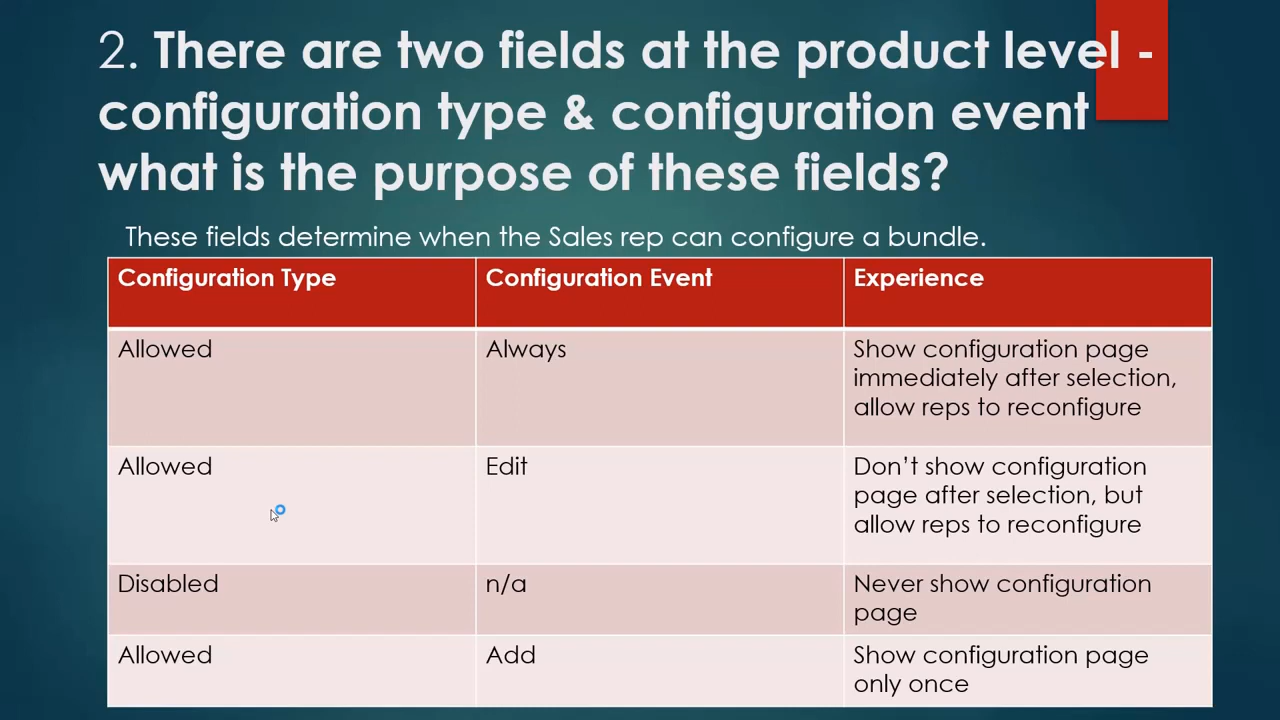 2. There are two fields at the product level -
configuration type & configuration event
what is the purpose of these fields?
These fields determine when the Sales rep can configure a bundle.
Configuration Type
Configuration Event
Experience
Allowed
Always
Show configuration page
immediately after selection,
allow reps to reconfigure
Allowed
Edit
Don’t show configuration
page after selection, but
allow reps to reconfigure
Disabled
n/a
Never show configuration
page
Allowed
Add
Show configuration page
only once